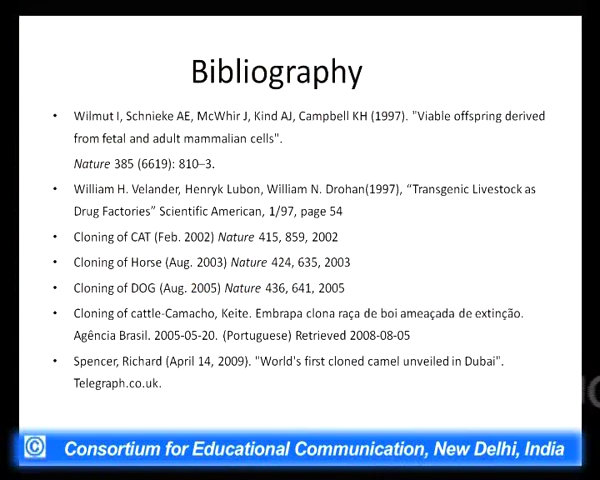 Bibliography
• Wilmut I, Schnieke AE, McWhir J, Kind AJ, Campbell KH (1997). "Viable offspring derived
from fetal and adult mammalian cells".
Nature 385 (6619): 810–3.
• William H. Velander, Henryk Lubon, William N. Drohan(1997), “Transgenic Livestock as
Drug Factories” Scientific American, 1/97, page 54
• Cloning of CAT (Feb. 2002) Nature 415, 859, 2002
• Cloning of Horse (Aug. 2003) Nature 424, 635, 2003
• Cloning of DOG (Aug. 2005) Nature 436, 641, 2005
• Cloning of cattle-Camacho, Keite. Embrapa clona raça de boi ameaçada de extinção.
Agência Brasil. 2005-05-20. (Portuguese) Retrieved 2008-08-05
• Spencer, Richard (April 14, 2009). "World's first cloned camel unveiled in Dubai".
Telegraph.co.uk.
© Consortium for Educational Communication, New Delhi, India